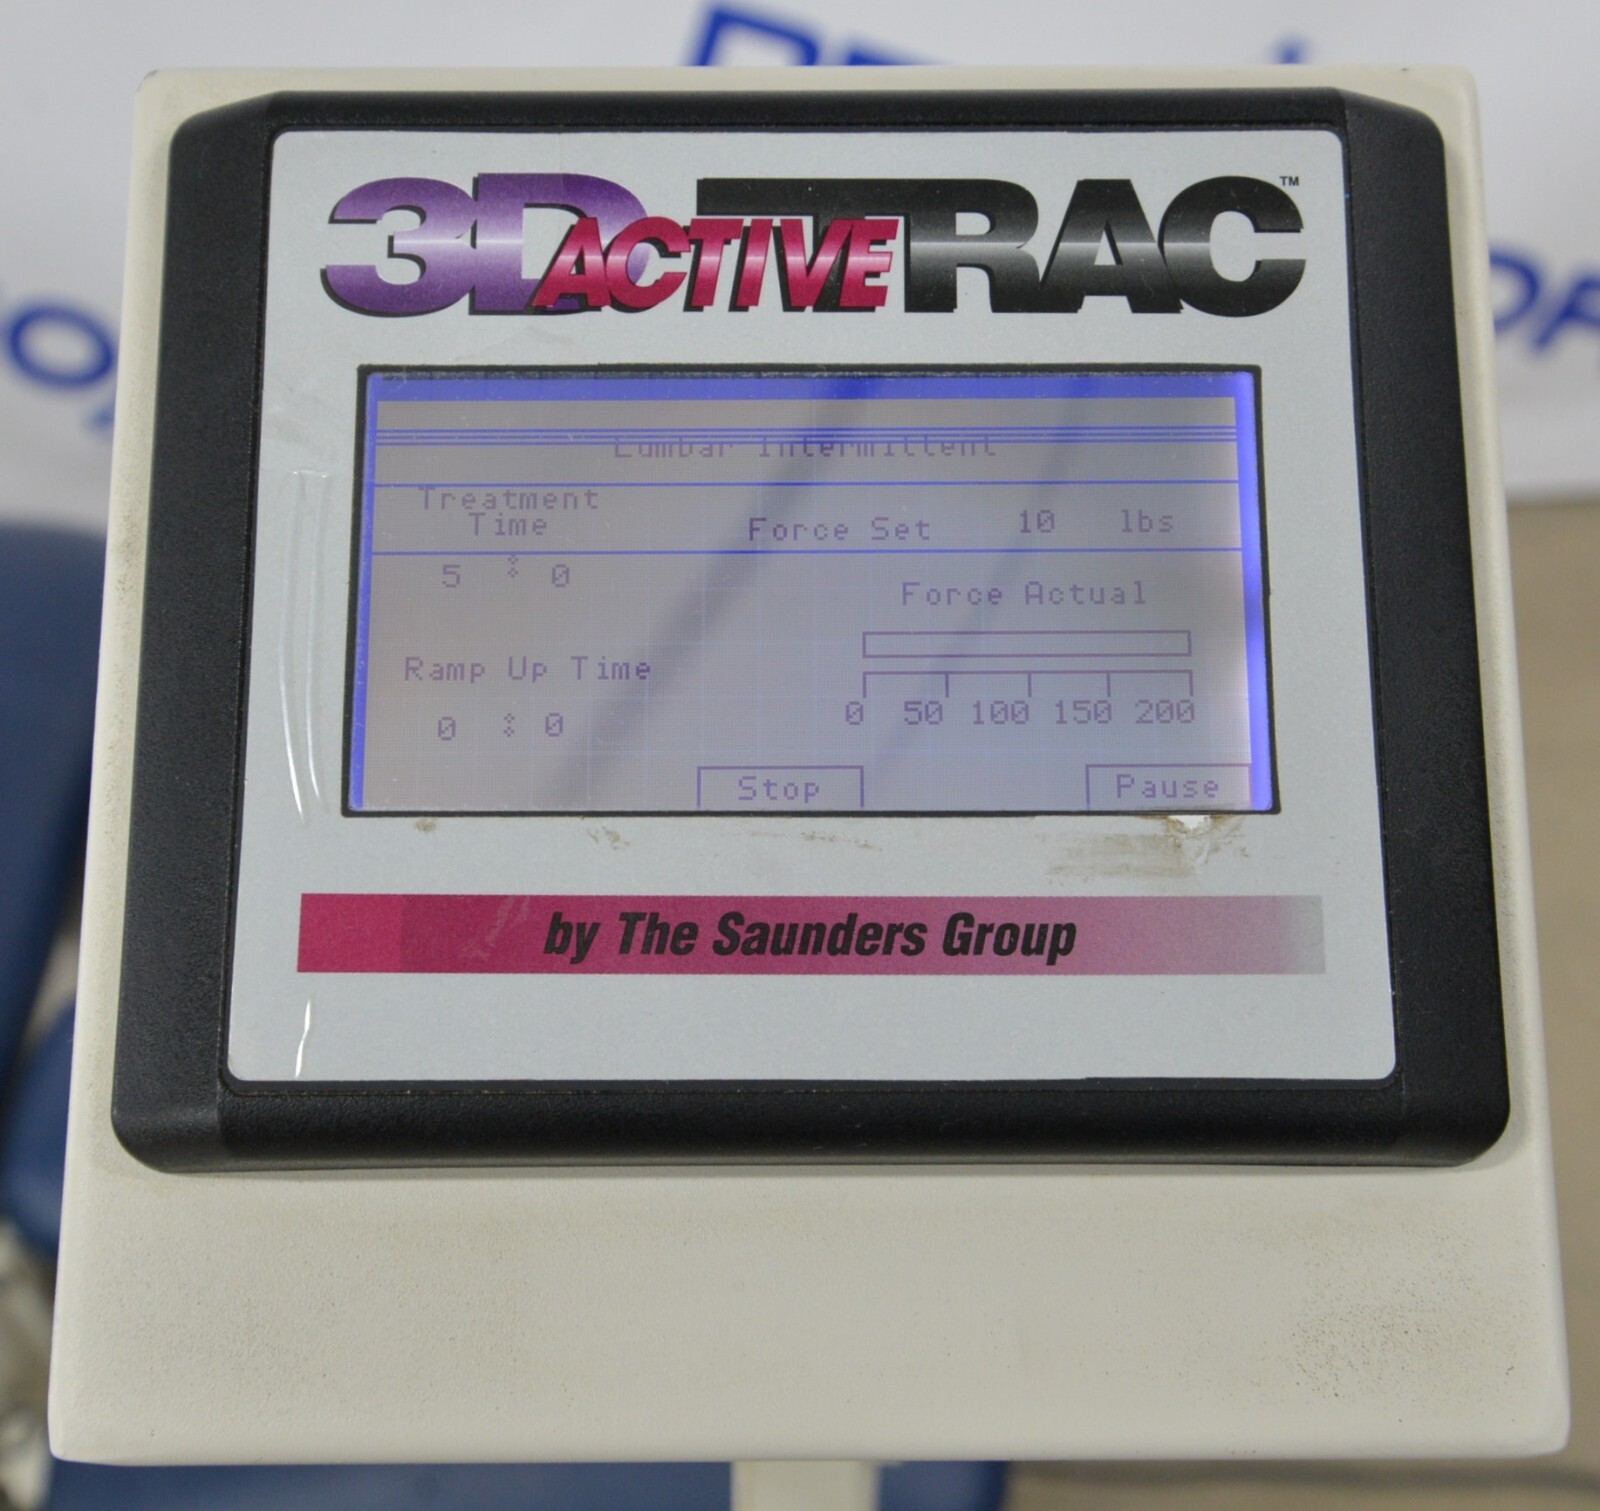 3D ACTIVE TRAC™
Lumbar Intermittent
Treatment
Time
Force Set 10 lbs
5 : 0
Force Actual
Ramp Up Time
0 50 100 150 200
0 : 0
Stop Pause
by The Saunders Group